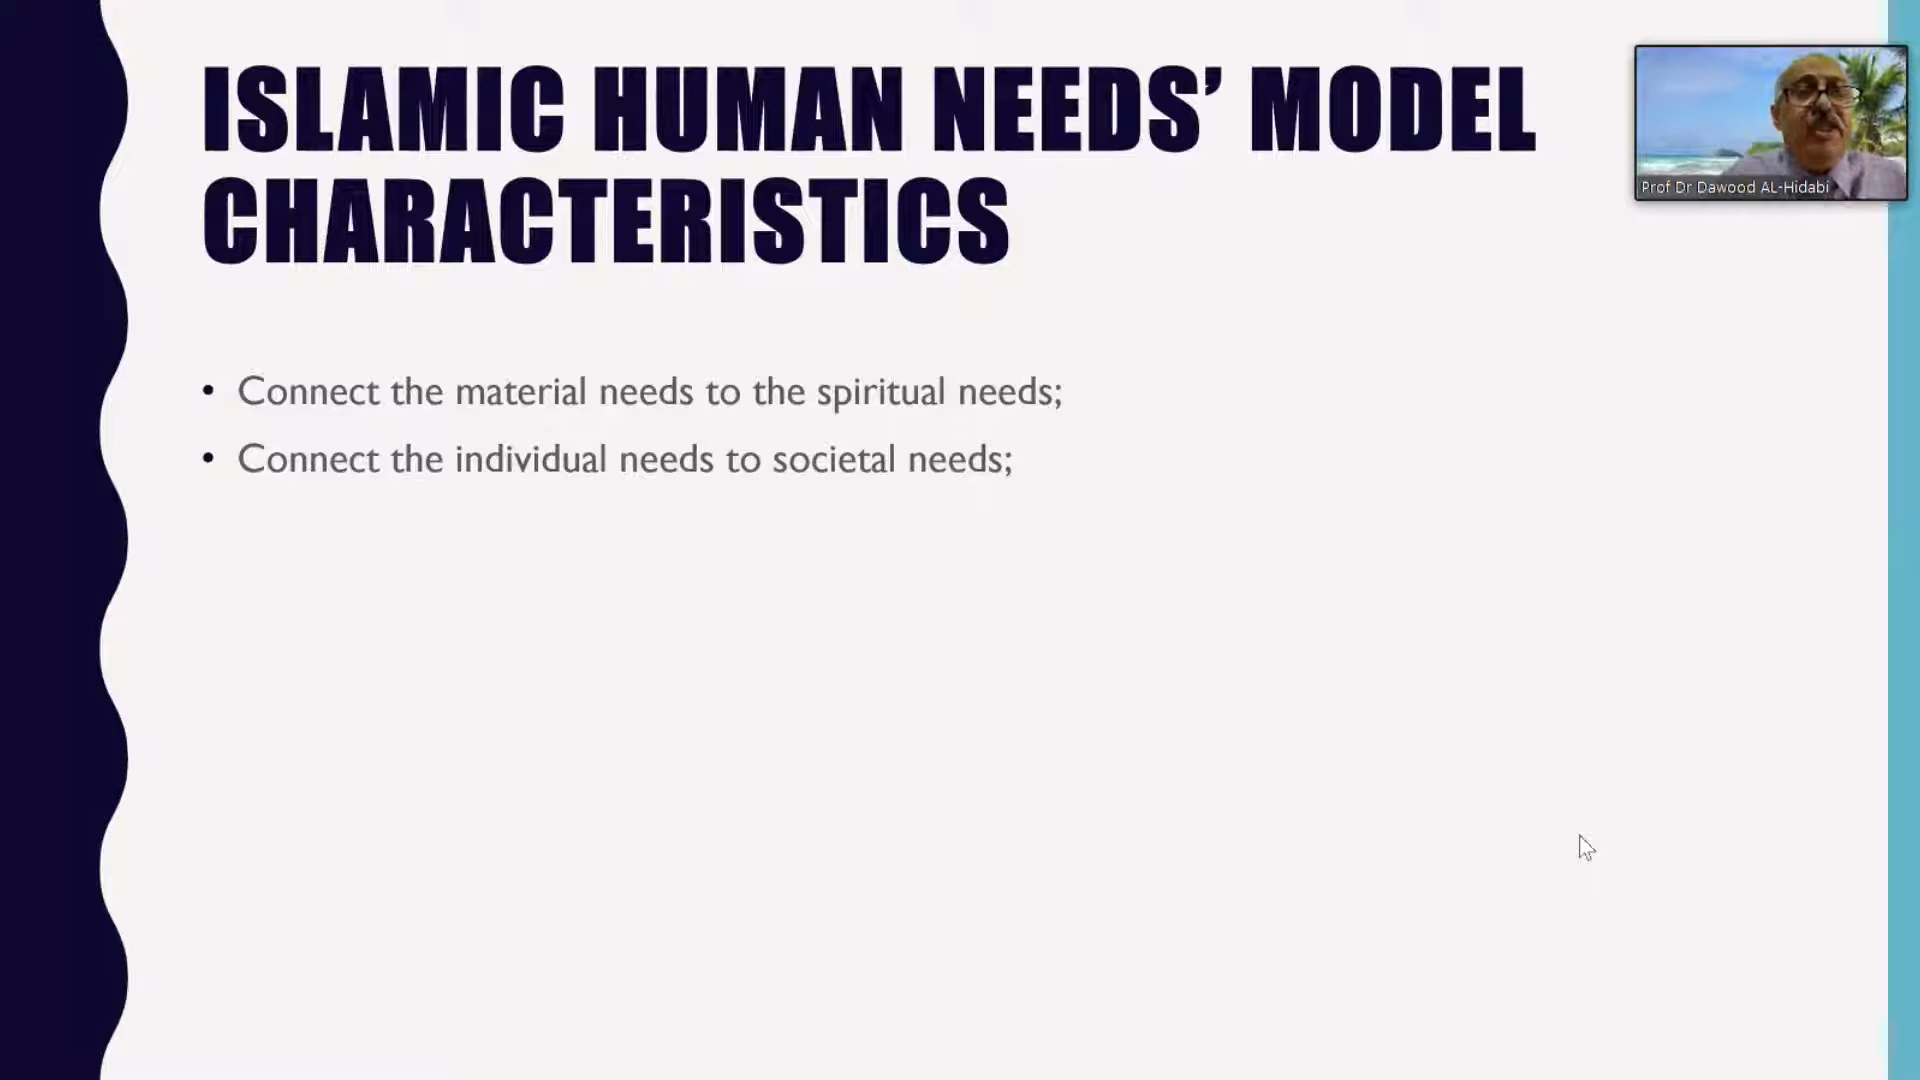 ISLAMIC HUMAN NEEDS’ MODEL
CHARACTERISTICS
Prof Dr Dawood AL-Hidabi
• Connect the material needs to the spiritual needs;
• Connect the individual needs to societal needs;